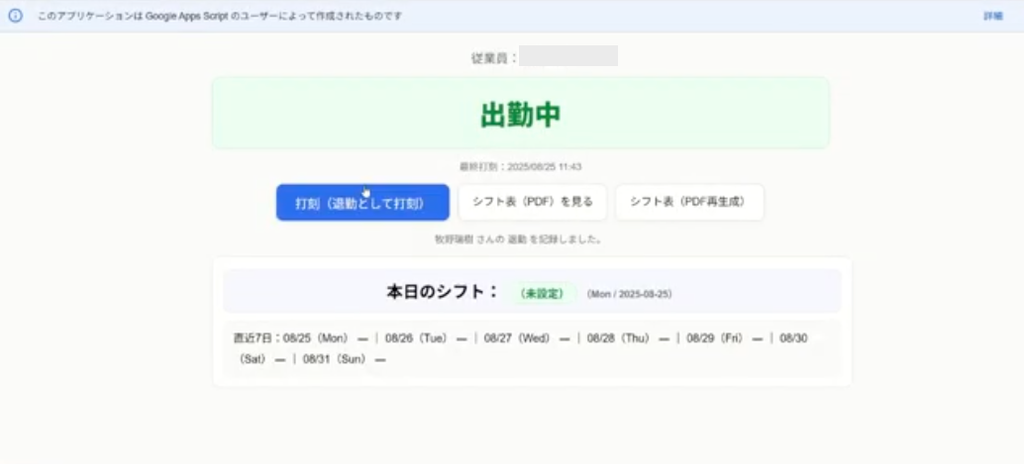 このアプリケーションは Google Apps Script のユーザーによって作成されたものです
詳細
従業員：
出勤中
最終打刻：2025/08/25 11:43
打刻（退勤として打刻）
シフト表（PDF）を見る
シフト表（PDF再生成）
牧野瑞樹 さんの 退勤 を記録しました。
本日のシフト： （未設定） （Mon / 2025-08-25）
直近7日：08/25（Mon） — ｜ 08/26（Tue） — ｜ 08/27（Wed） — ｜ 08/28（Thu） — ｜ 08/29（Fri） — ｜ 08/30
（Sat） — ｜ 08/31（Sun） —